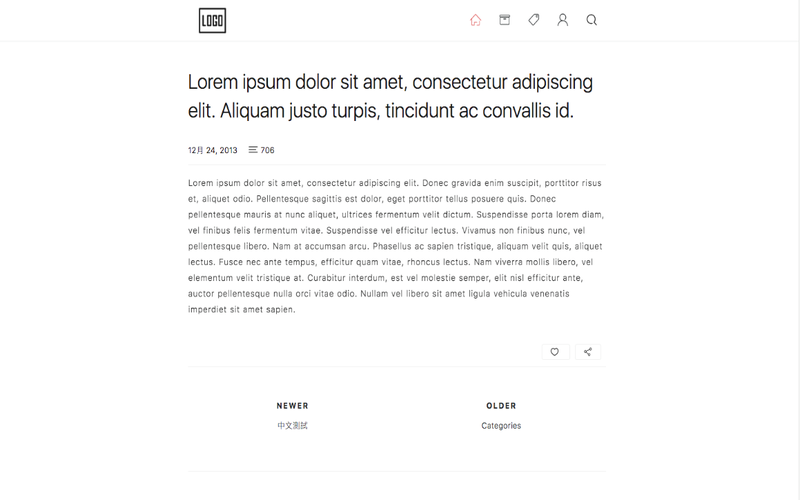 LOGO
Lorem ipsum dolor sit amet, consectetur adipiscing
elit. Aliquam justo turpis, tincidunt ac convallis id.
12月 24, 2013 706
Lorem ipsum dolor sit amet, consectetur adipiscing elit. Donec gravida enim suscipit, porttitor risus
et, aliquet odio. Pellentesque sagittis est dolor, eget porttitor tellus posuere quis. Donec
pellentesque mauris at nunc aliquet, ultrices fermentum velit dictum. Suspendisse porta lorem diam,
vel finibus felis fermentum vitae. Suspendisse vel efficitur lectus. Vivamus non finibus nunc, vel
pellentesque libero. Nam at accumsan arcu. Phasellus ac sapien tristique, aliquam velit quis, aliquet
lectus. Fusce nec ante tempus, efficitur quam vitae, rhoncus lectus. Nam viverra mollis libero, vel
elementum velit tristique at. Curabitur interdum, est vel molestie semper, elit nisl efficitur ante,
auctor pellentesque nulla orci vitae odio. Nullam vel libero sit amet ligula vehicula venenatis
imperdiet sit amet sapien.
NEWER OLDER
中文測試 Categories